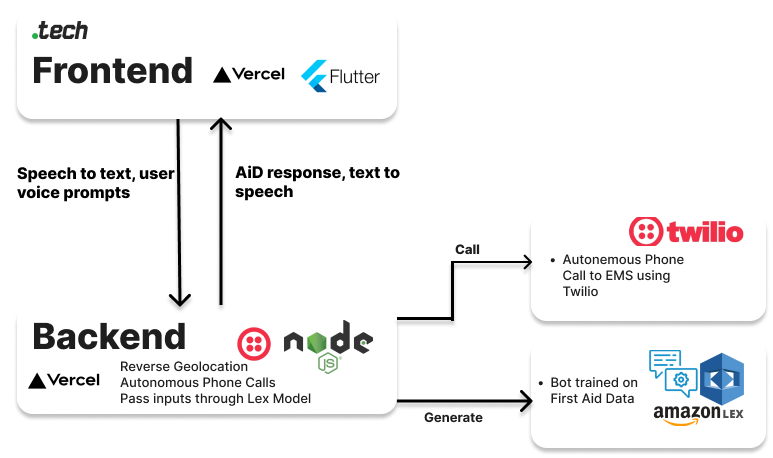 .tech
Frontend
Vercel
Flutter
Speech to text, user
voice prompts
AiD response, text to
speech
Call
twilio
• Autonemous Phone
Call to EMS using
Twilio
Backend
node
JS
Vercel
Reverse Geolocation
Autonomous Phone Calls
Pass inputs through Lex Model
Generate
• Bot trained on
First Aid Data
amazon LEX